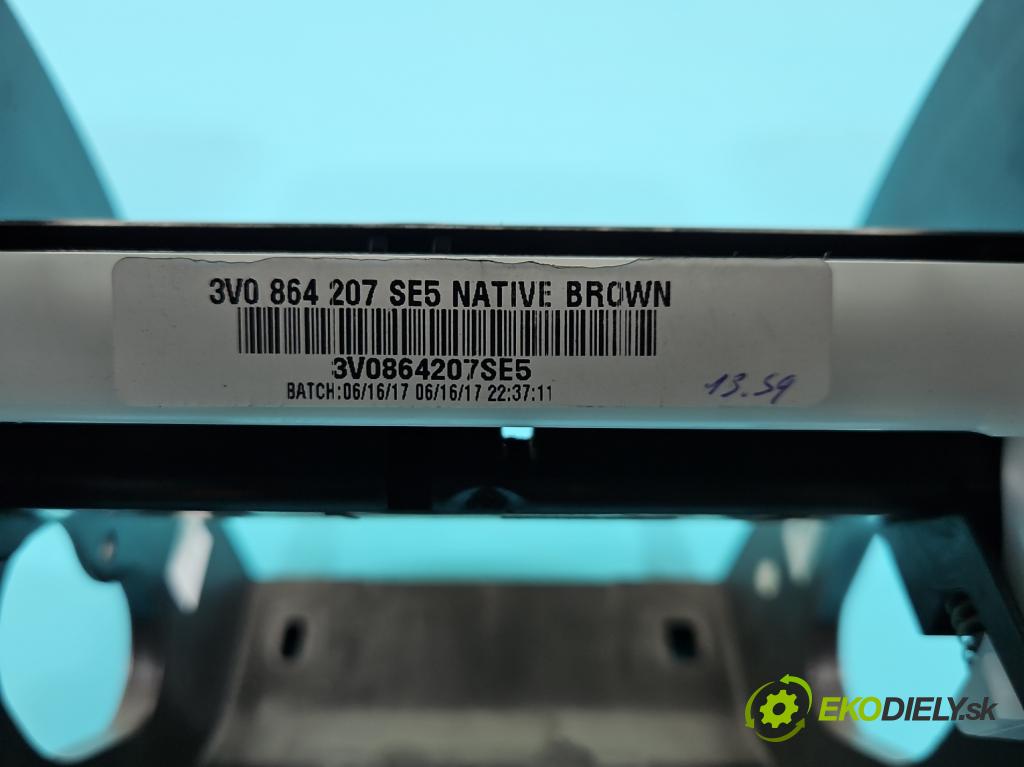 3V0 864 207 SE5 NATIVE BROWN
3V0864207SE5
BATCH:06/16/17 06/16/17 22:37:11
13.59
EKODIELY.sk